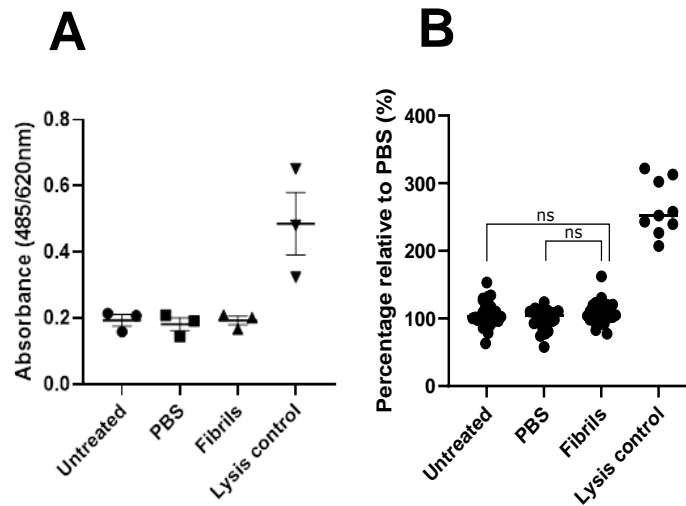 A
Absorbance (485/620nm)
0.8
0.6
0.4
0.2
0.0
Untreated
PBS
Fibrils
Lysis control
B
Percentage relative to PBS (%)
400
300
200
100
0
ns
ns
Untreated
PBS
Fibrils
Lysis control